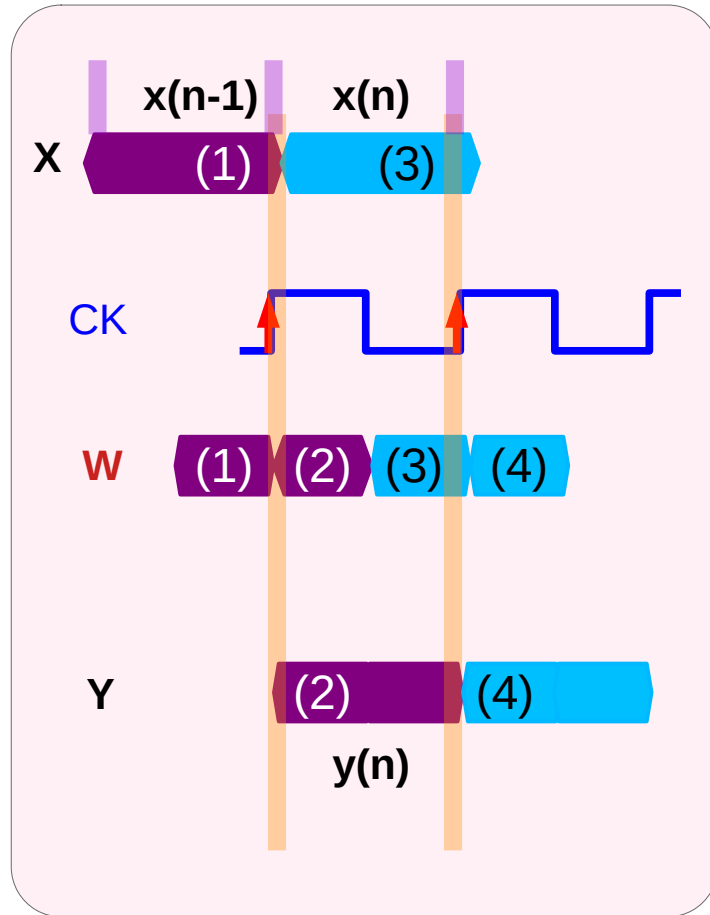 x(n-1) x(n)
X (1) (3)
CK
W (1) (2) (3) (4)
Y (2) (4)
y(n)